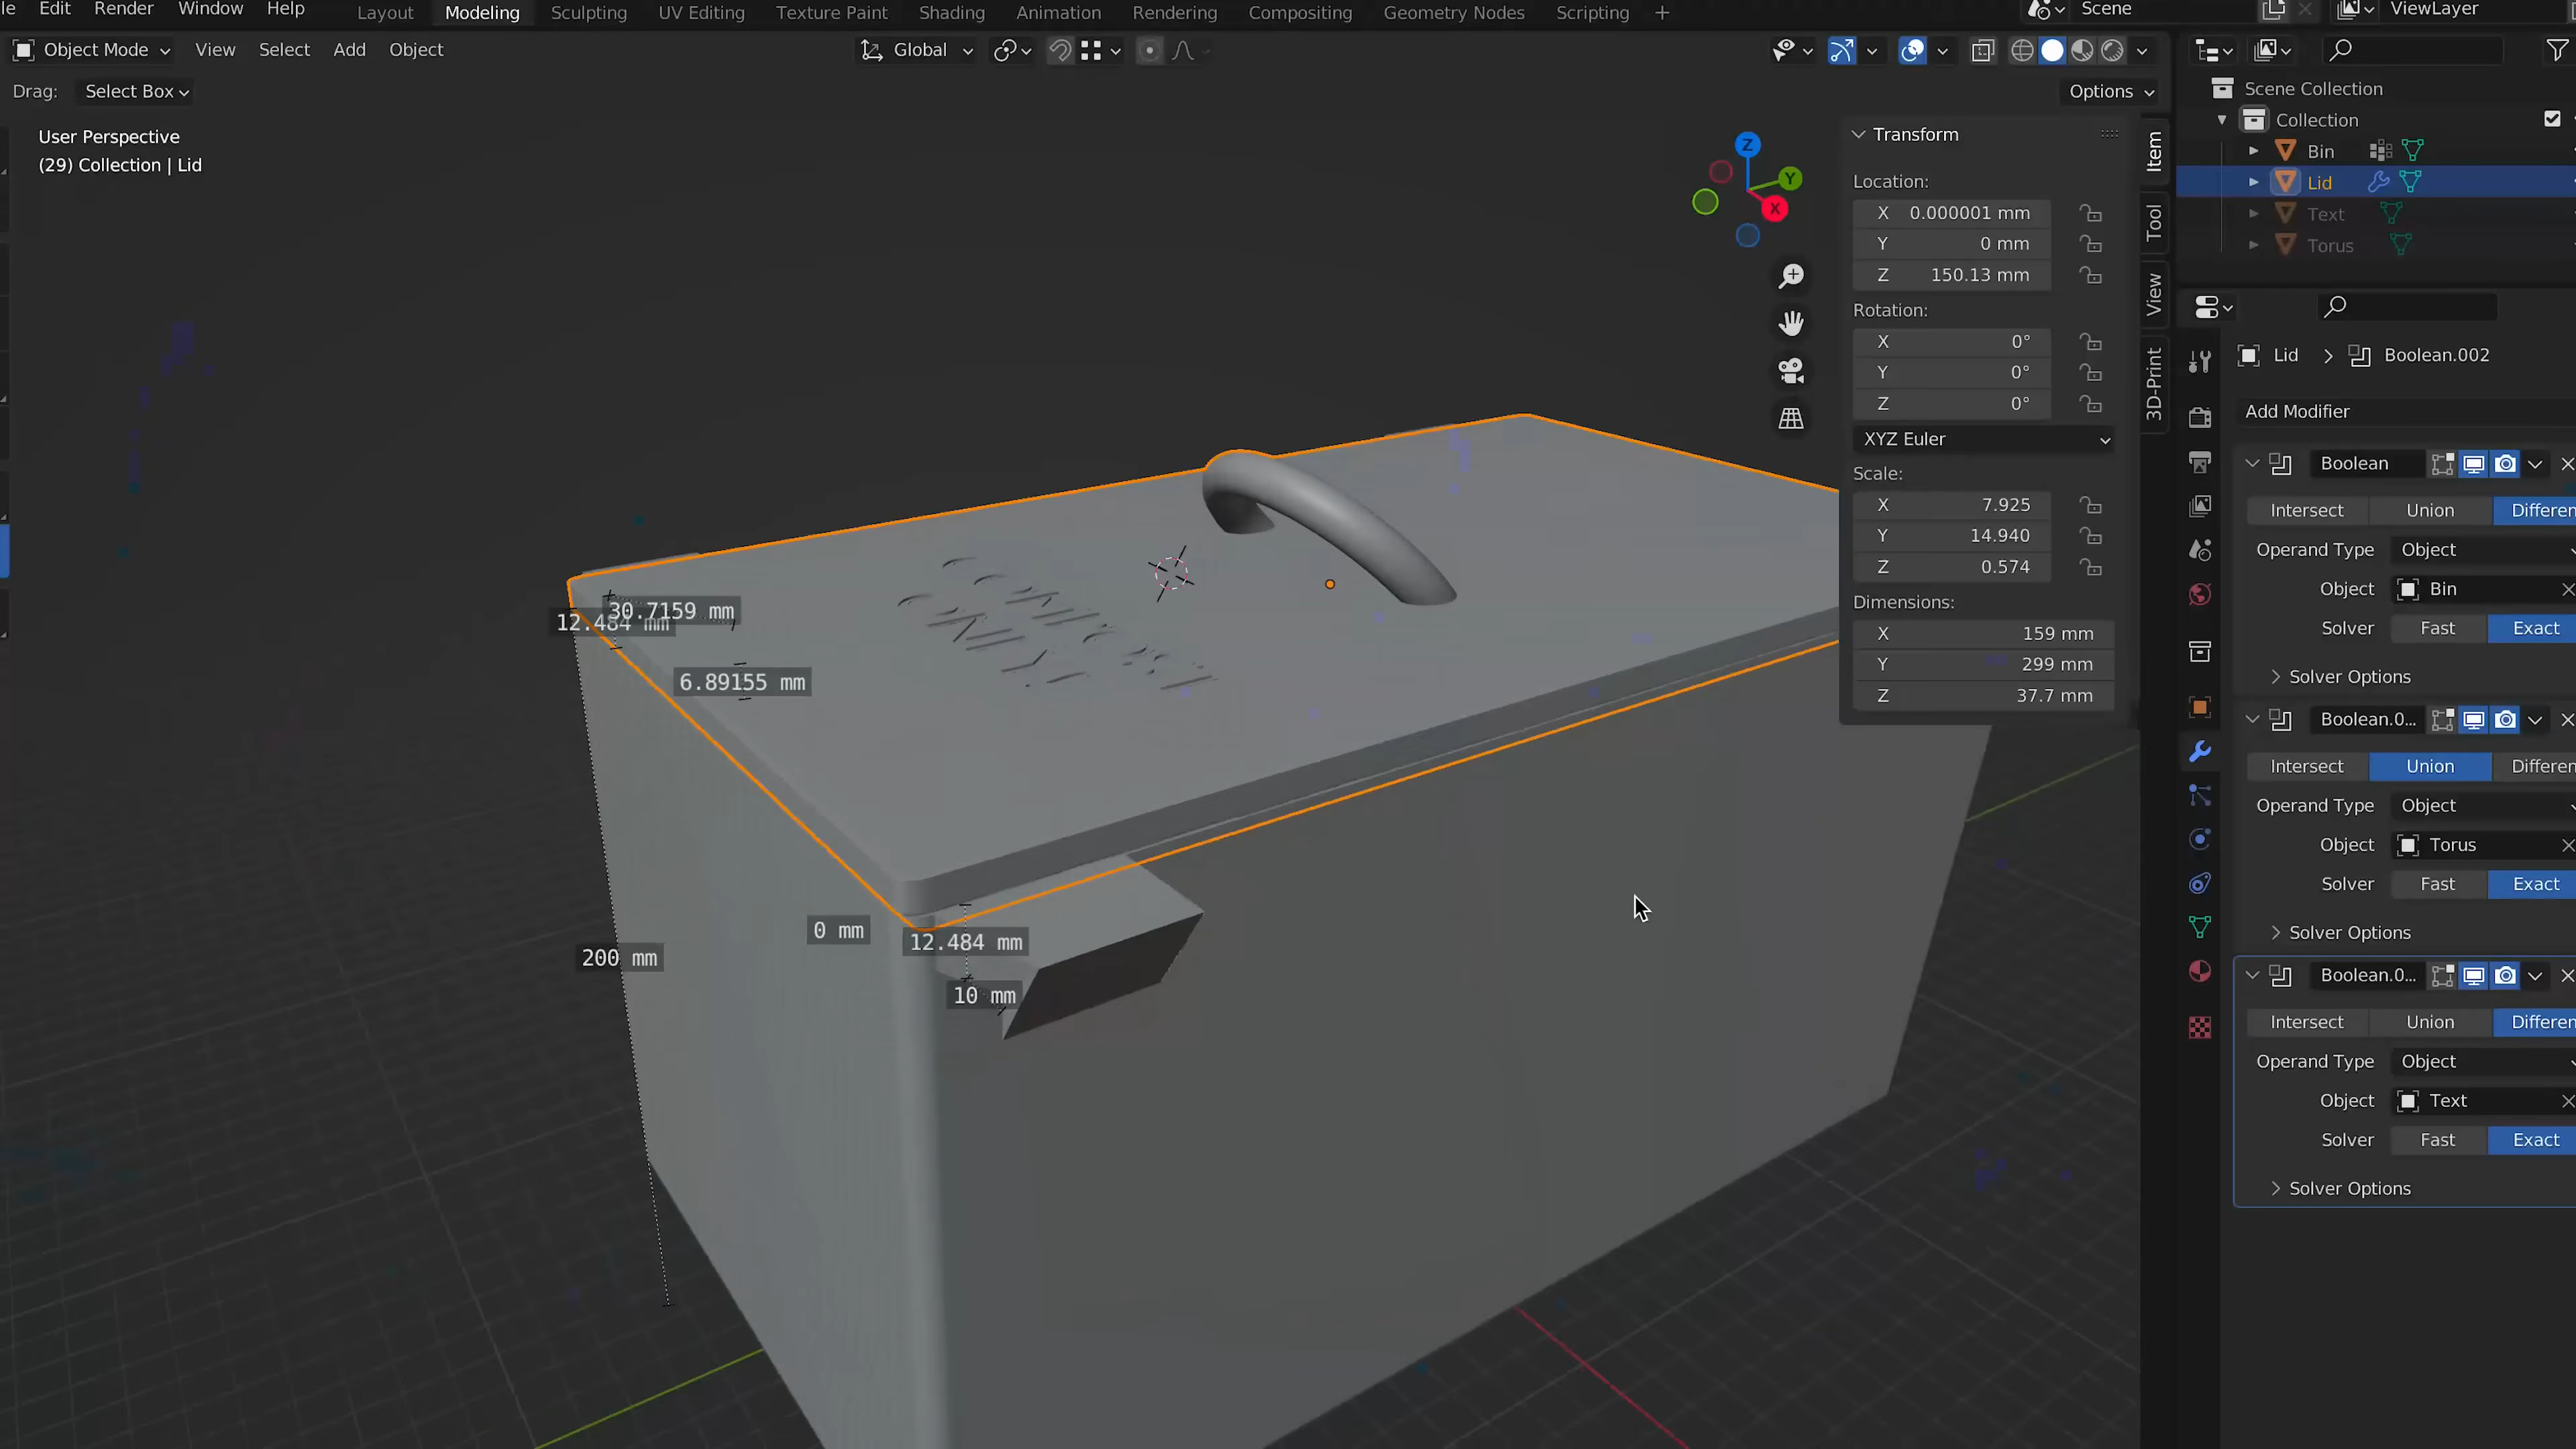 le Edit Render Window Help Layout Modeling Sculpting UV Editing Texture Paint Shading Animation Rendering Compositing Geometry Nodes Scripting + Scene ViewLayer
Object Mode View Select Add Object Global
Drag: Select Box Options
User Perspective
(29) Collection | Lid
30.7159 mm
12.484 mm
6.89155 mm
0 mm
12.484 mm
200 mm
10 mm
Z
Y
X
Transform
Location:
X 0.000001 mm
Y 0 mm
Z 150.13 mm
Rotation:
X 0°
Y 0°
Z 0°
XYZ Euler
Scale:
X 7.925
Y 14.940
Z 0.574
Dimensions:
X 159 mm
Y 299 mm
Z 37.7 mm
Item
Tool
View
3D-Print
Scene Collection
Collection
Bin
Lid
Text
Torus
Lid > Boolean.002
Add Modifier
Boolean
Intersect Union Differen
Operand Type Object
Object Bin
Solver Fast Exact
Solver Options
Boolean.0...
Intersect Union Differen
Operand Type Object
Object Torus
Solver Fast Exact
Solver Options
Boolean.0...
Intersect Union Differen
Operand Type Object
Object Text
Solver Fast Exact
Solver Options